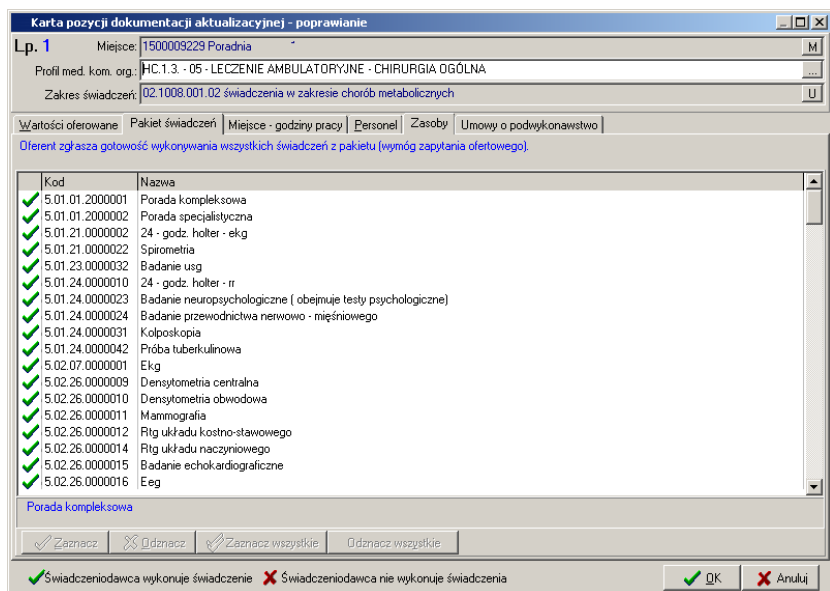 Karta pozycji dokumentacji aktualizacyjnej - poprawianie
Lp. 1 Miejsce: 1500009229 Poradnia M
Profil med. kom. org.: HC.1.3. - 05 - LECZENIE AMBULATORYJNE - CHIRURGIA OGÓLNA ...
Zakres świadczeń: 02.1008.001.02 świadczenia w zakresie chorób metabolicznych U
Wartości oferowane Pakiet świadczeń Miejsce - godziny pracy Personel Zasoby Umowy o podwykonawstwo
Oferent zgłasza gotowość wykonywania wszystkich świadczeń z pakietu (wymóg zapytania ofertowego).
Kod Nazwa
5.01.01.2000001 Porada kompleksowa
5.01.01.2000002 Porada specjalistyczna
5.01.21.0000002 24 - godz. holter - ekg
5.01.21.0000022 Spirometria
5.01.23.0000032 Badanie usg
5.01.24.0000010 24 - godz. holter - rr
5.01.24.0000023 Badanie neuropsychologiczne ( obejmuje testy psychologiczne)
5.01.24.0000024 Badanie przewodnictwa nerwowo - mięśniowego
5.01.24.0000031 Kolposkopia
5.01.24.0000042 Próba tuberkulinowa
5.02.07.0000001 Ekg
5.02.26.0000009 Densytometria centralna
5.02.26.0000010 Densytometria obwodowa
5.02.26.0000011 Mammografia
5.02.26.0000012 Rtg układu kostno-stawowego
5.02.26.0000014 Rtg układu naczyniowego
5.02.26.0000015 Badanie echokardiograficzne
5.02.26.0000016 Eeg
Porada kompleksowa
Zaznacz Odznacz Zaznacz wszystkie Odznacz wszystkie
Świadczeniodawca wykonuje świadczenie Świadczeniodawca nie wykonuje świadczenia OK Anuluj